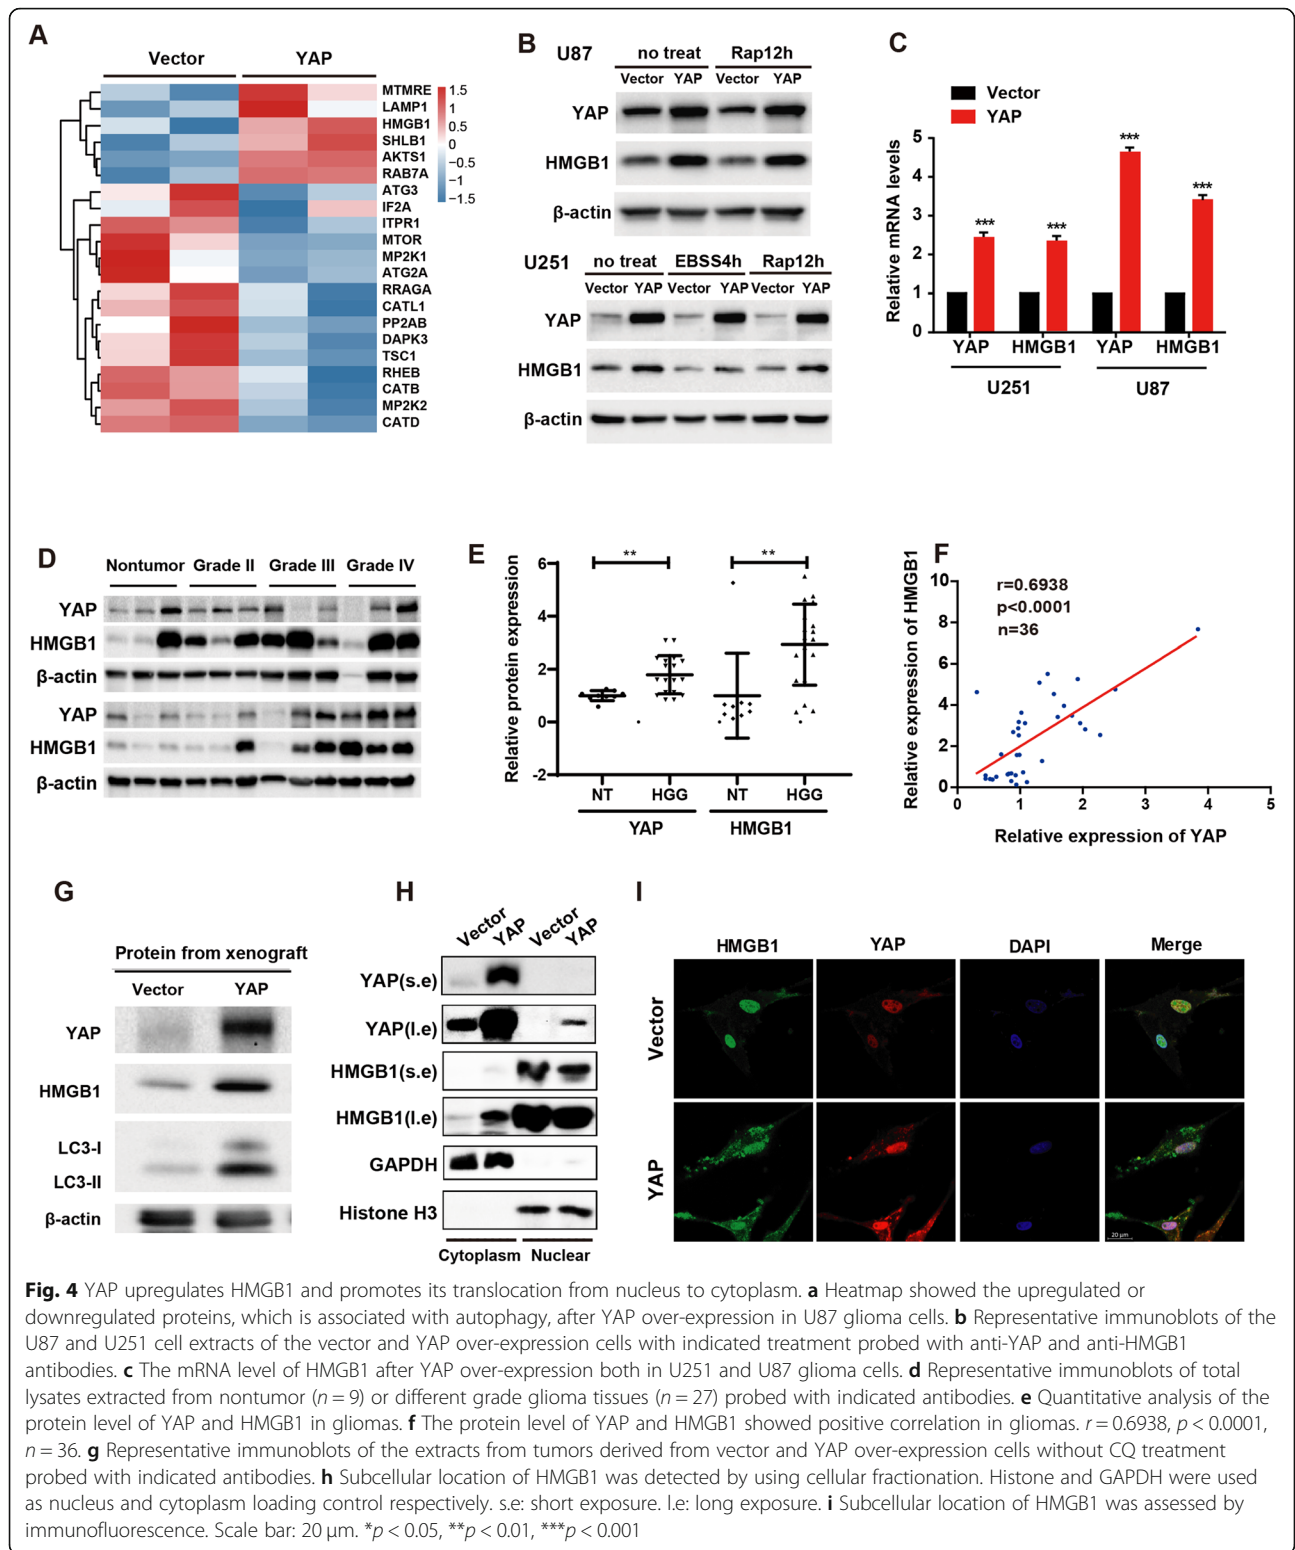 A
Vector YAP
MTMRE
LAMP1
HMGB1
SHLB1
AKTS1
RAB7A
ATG3
IF2A
ITPR1
MTOR
MP2K1
ATG2A
RRAGA
CATL1
PP2AB
DAPK3
TSC1
RHEB
CATB
MP2K2
CATD
1.5
1
0.5
0
−0.5
−1
−1.5
B
U87 no treat Rap12h
Vector YAP Vector YAP
YAP
HMGB1
β-actin
U251 no treat EBSS4h Rap12h
Vector YAP Vector YAP Vector YAP
YAP
HMGB1
β-actin
C
Vector
YAP
Relative mRNA levels
5
4
3
2
1
0
*** *** *** ***
YAP HMGB1 YAP HMGB1
U251 U87
D
Nontumor Grade II Grade III Grade IV
YAP
HMGB1
β-actin
YAP
HMGB1
β-actin
E
Relative protein expression
6
4
2
0
-2
** **
NT HGG NT HGG
YAP HMGB1
F
Relative expression of HMGB1
10
8
6
4
2
0
r=0.6938
p<0.0001
n=36
0 1 2 3 4 5
Relative expression of YAP
G
Protein from xenograft
Vector YAP
YAP
HMGB1
LC3-I
LC3-II
β-actin
H
Vector YAP Vector YAP
YAP(s.e)
YAP(l.e)
HMGB1(s.e)
HMGB1(l.e)
GAPDH
Histone H3
Cytoplasm Nuclear
I
HMGB1 YAP DAPI Merge
Vector
YAP
20 μm
Fig. 4 YAP upregulates HMGB1 and promotes its translocation from nucleus to cytoplasm. a Heatmap showed the upregulated or
downregulated proteins, which is associated with autophagy, after YAP over-expression in U87 glioma cells. b Representative immunoblots of the
U87 and U251 cell extracts of the vector and YAP over-expression cells with indicated treatment probed with anti-YAP and anti-HMGB1
antibodies. c The mRNA level of HMGB1 after YAP over-expression both in U251 and U87 glioma cells. d Representative immunoblots of total
lysates extracted from nontumor (n = 9) or different grade glioma tissues (n = 27) probed with indicated antibodies. e Quantitative analysis of the
protein level of YAP and HMGB1 in gliomas. f The protein level of YAP and HMGB1 showed positive correlation in gliomas. r = 0.6938, p < 0.0001,
n = 36. g Representative immunoblots of the extracts from tumors derived from vector and YAP over-expression cells without CQ treatment
probed with indicated antibodies. h Subcellular location of HMGB1 was detected by using cellular fractionation. Histone and GAPDH were used
as nucleus and cytoplasm loading control respectively. s.e: short exposure. l.e: long exposure. i Subcellular location of HMGB1 was assessed by
immunofluorescence. Scale bar: 20 μm. *p < 0.05, **p < 0.01, ***p < 0.001